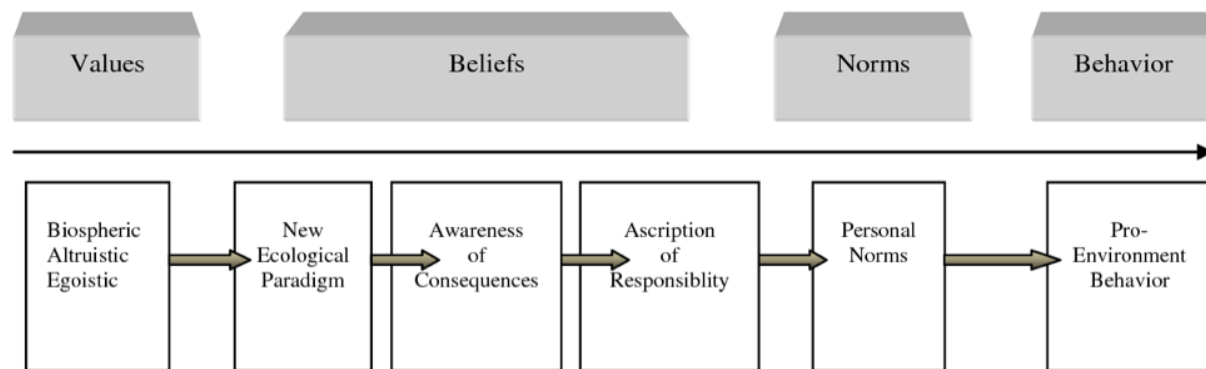 Values
Beliefs
Norms
Behavior
Biospheric
Altruistic
Egoistic
New
Ecological
Paradigm
Awareness
of
Consequences
Ascription
of
Responsiblity
Personal
Norms
Pro-
Environment
Behavior